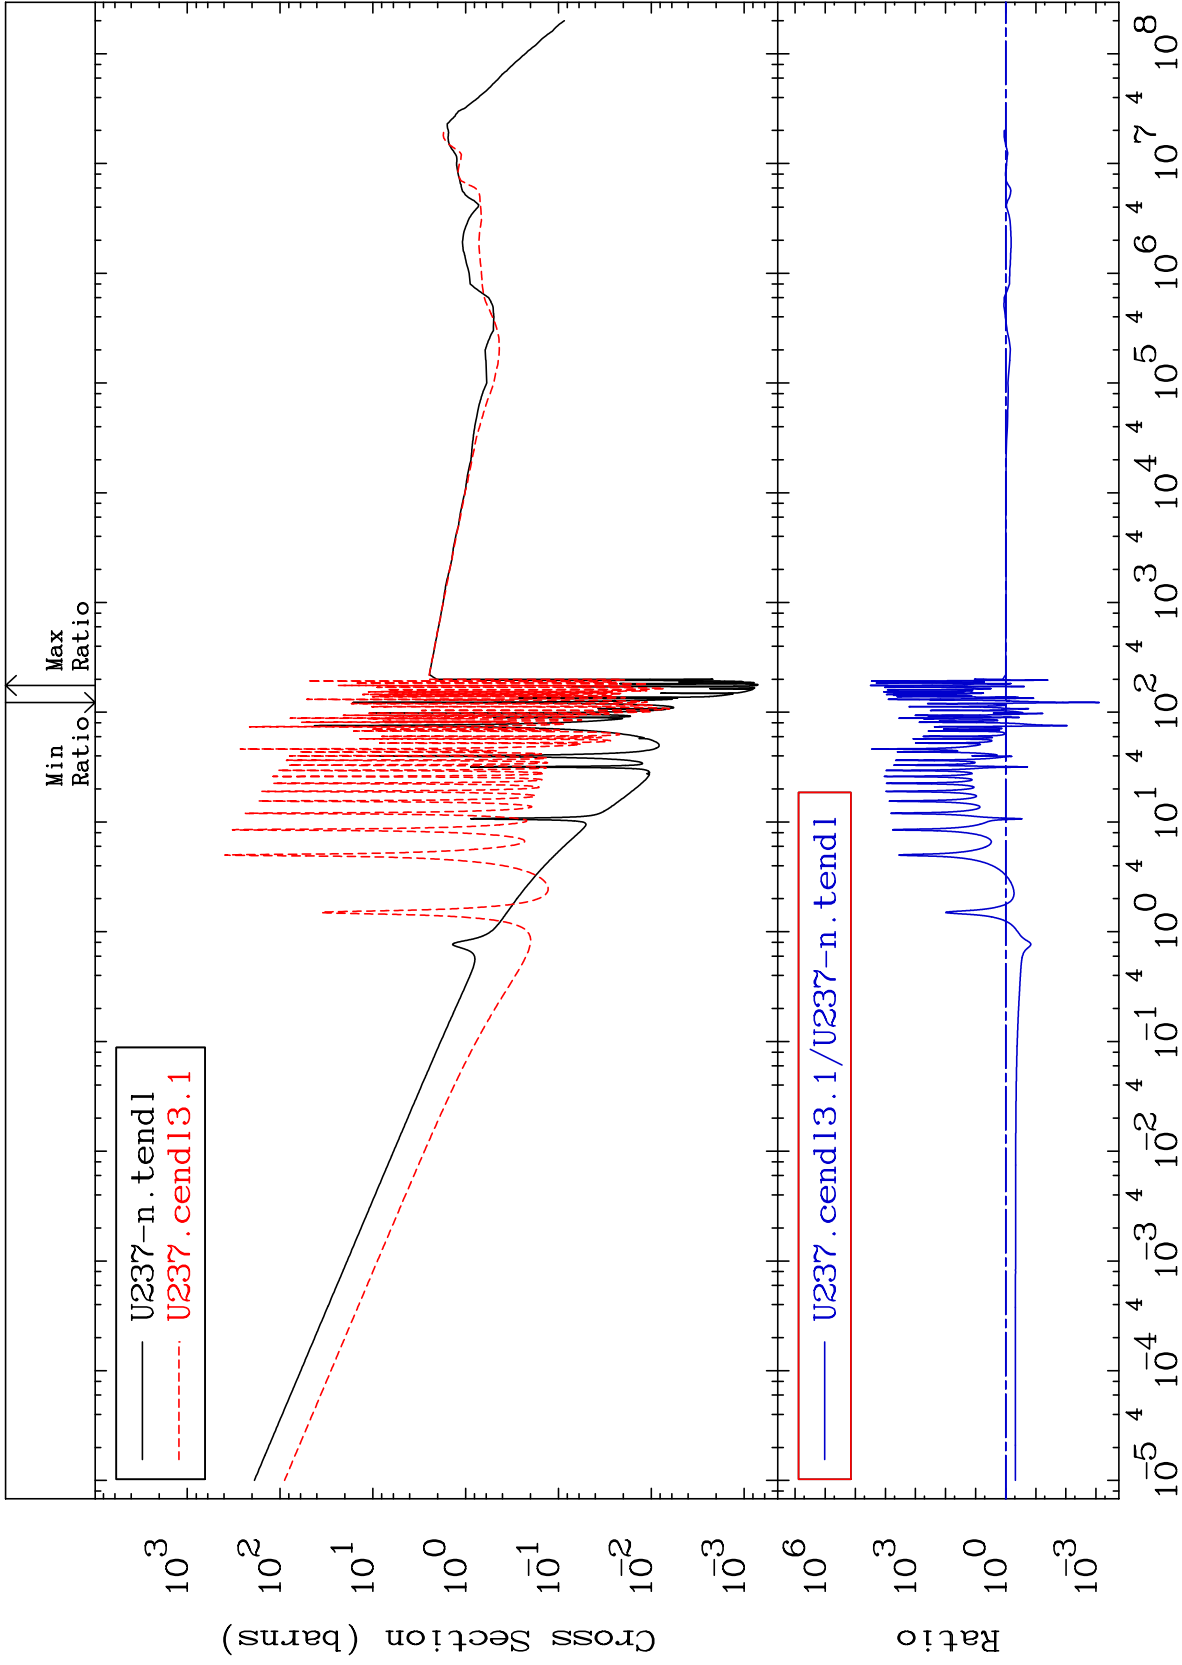 Min
Ratio
Max
Ratio
U237-n.tendl
U237.cendl3.1
10^3
10^2
10^1
10^0
10^-1
10^-2
10^-3
Cross Section (barns)
U237.cendl3.1/U237-n.tendl
10^6
10^3
10^0
10^-3
Ratio
10^-5 4 10^-4 4 10^-3 4 10^-2 4 10^-1 4 10^0 4 10^1 4 10^2 4 10^3 4 10^4 4 10^5 4 10^6 4 10^7 4 10^8